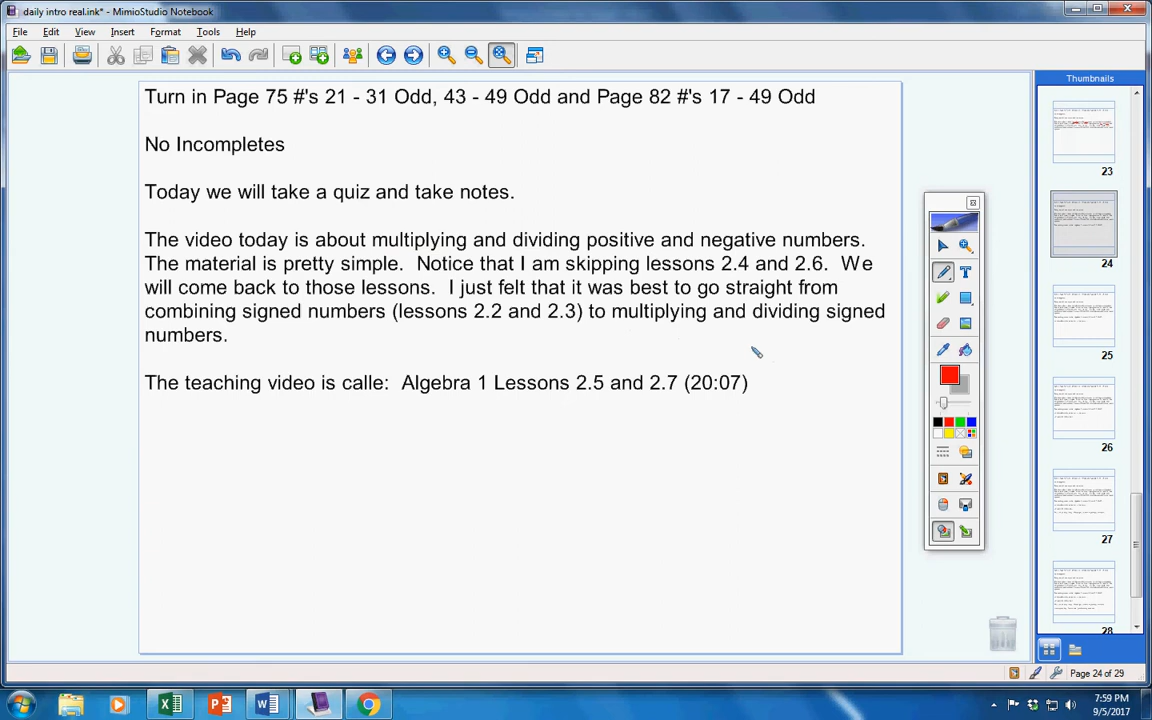 daily intro real.ink* - MimioStudio Notebook
File Edit View Insert Format Tools Help
Turn in Page 75 #'s 21 - 31 Odd, 43 - 49 Odd and Page 82 #'s 17 - 49 Odd
No Incompletes
Today we will take a quiz and take notes.
The video today is about multiplying and dividing positive and negative numbers.
The material is pretty simple.  Notice that I am skipping lessons 2.4 and 2.6.  We
will come back to those lessons.  I just felt that it was best to go straight from
combining signed numbers (lessons 2.2 and 2.3) to multiplying and dividing signed
numbers.
The teaching video is calle:  Algebra 1 Lessons 2.5 and 2.7 (20:07)
Thumbnails
23
24
25
26
27
28
Page 24 of 29
7:59 PM
9/5/2017